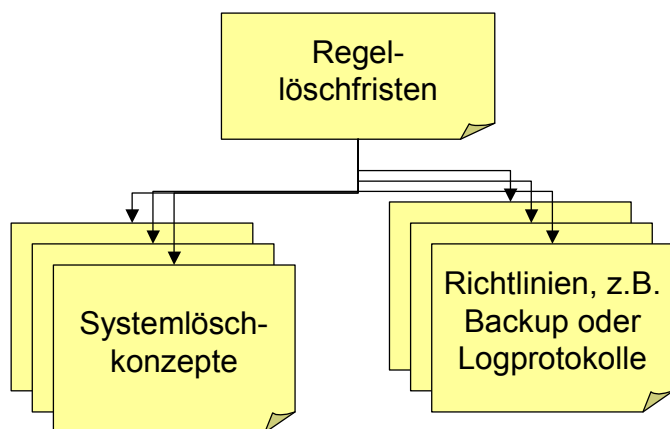 Regel-
löschfristen
Systemlösch-
konzepte
Richtlinien, z.B.
Backup oder
Logprotokolle